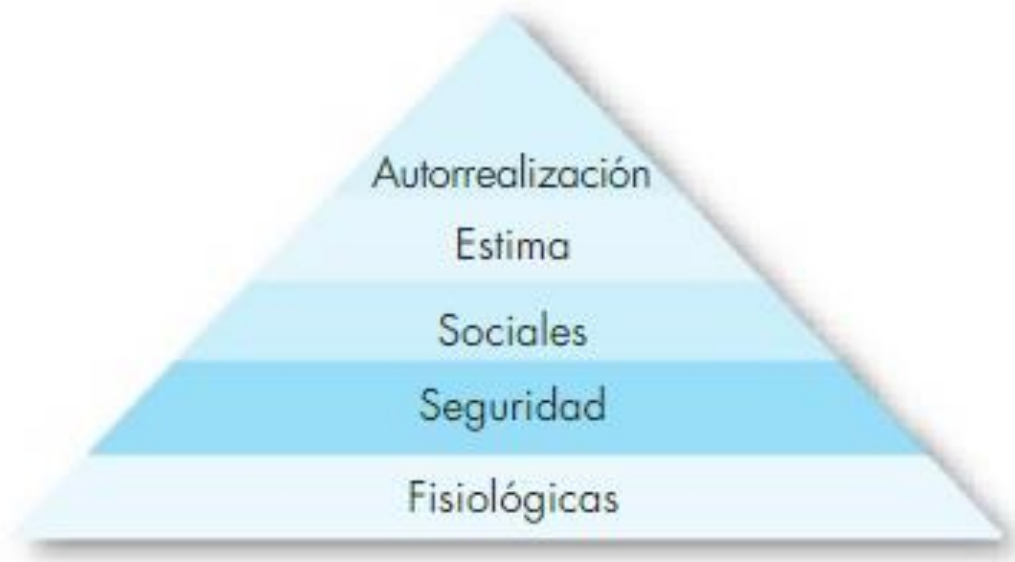 Autorrealización
Estima
Sociales
Seguridad
Fisiológicas